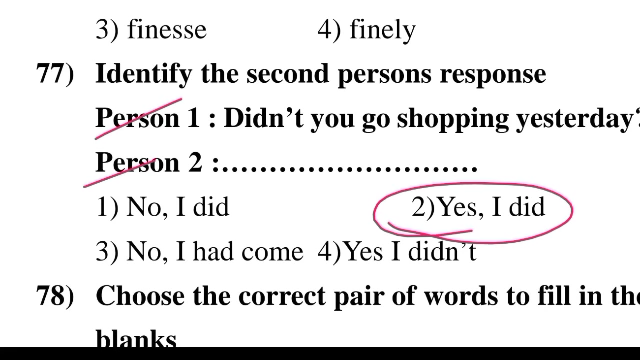 3) finesse 4) finely
77) Identify the second persons response
Person 1 : Didn't you go shopping yesterday?
Person 2 :..............................
1) No, I did 2)Yes, I did
3) No, I had come 4)Yes I didn't
78) Choose the correct pair of words to fill in the
blanks